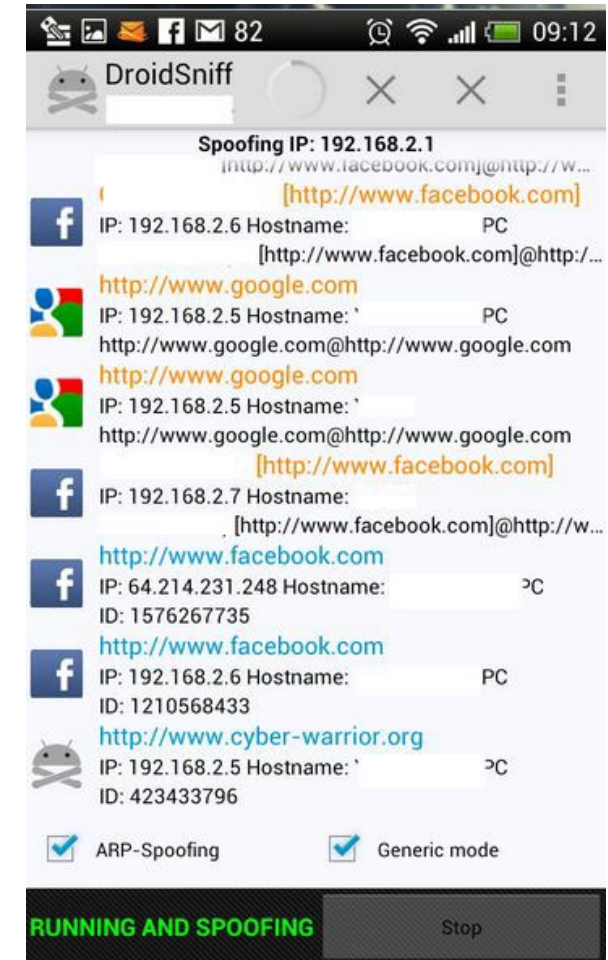 82 09:12
DroidSniff
Spoofing IP: 192.168.2.1
[http://www.facebook.com]@http://w...
[http://www.facebook.com]
IP: 192.168.2.6 Hostname: PC
[http://www.facebook.com]@http:/...
http://www.google.com
IP: 192.168.2.5 Hostname: PC
http://www.google.com@http://www.google.com
http://www.google.com
IP: 192.168.2.5 Hostname:
http://www.google.com@http://www.google.com
[http://www.facebook.com]
IP: 192.168.2.7 Hostname:
[http://www.facebook.com]@http://w...
http://www.facebook.com
IP: 64.214.231.248 Hostname: PC
ID: 1576267735
http://www.facebook.com
IP: 192.168.2.6 Hostname: PC
ID: 1210568433
http://www.cyber-warrior.org
IP: 192.168.2.5 Hostname: PC
ID: 423433796
ARP-Spoofing Generic mode
RUNNING AND SPOOFING Stop